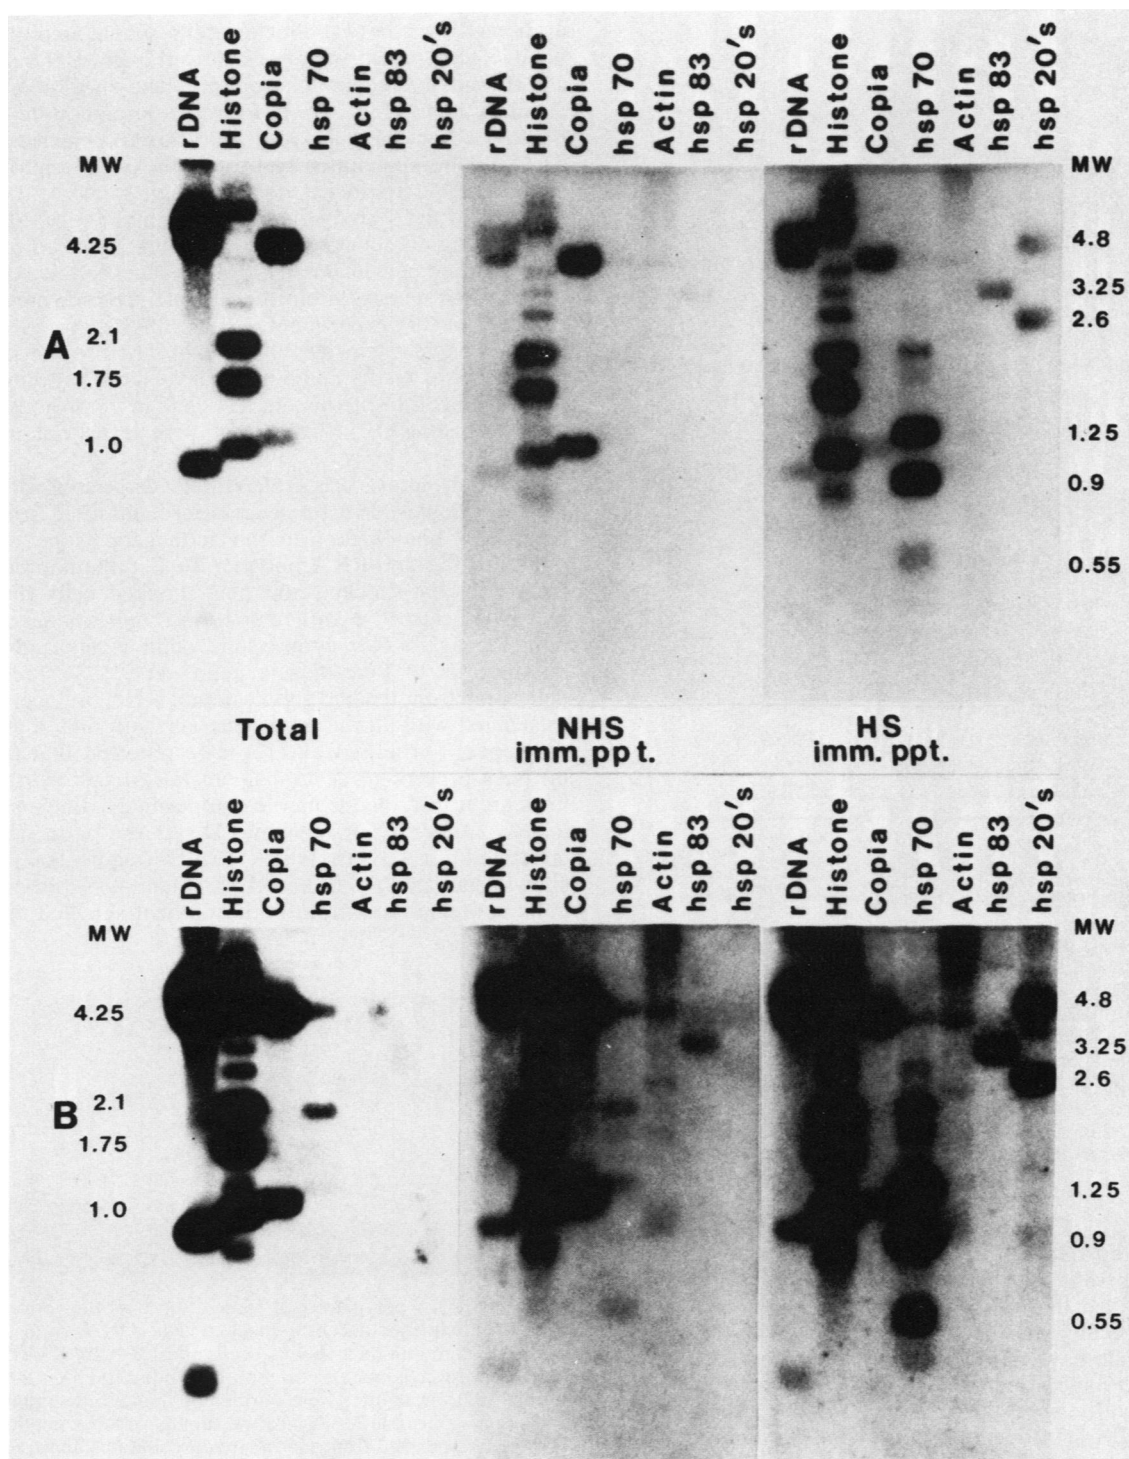 rDNA Histone Copia hsp 70 Actin hsp 83 hsp 20's rDNA Histone Copia hsp 70 Actin hsp 83 hsp 20's rDNA Histone Copia hsp 70 Actin hsp 83 hsp 20's
MW MW
4.25 4.8
3.25
2.6
A 2.1
1.75
1.25
1.0
0.9
0.55
Total NHS HS
imm. ppt. imm. ppt.
rDNA Histone Copia hsp 70 Actin hsp 83 hsp 20's rDNA Histone Copia hsp 70 Actin hsp 83 hsp 20's rDNA Histone Copia hsp 70 Actin hsp 83 hsp 20's
MW MW
4.25 4.8
3.25
2.6
B 2.1
1.75
1.25
1.0
0.9
0.55